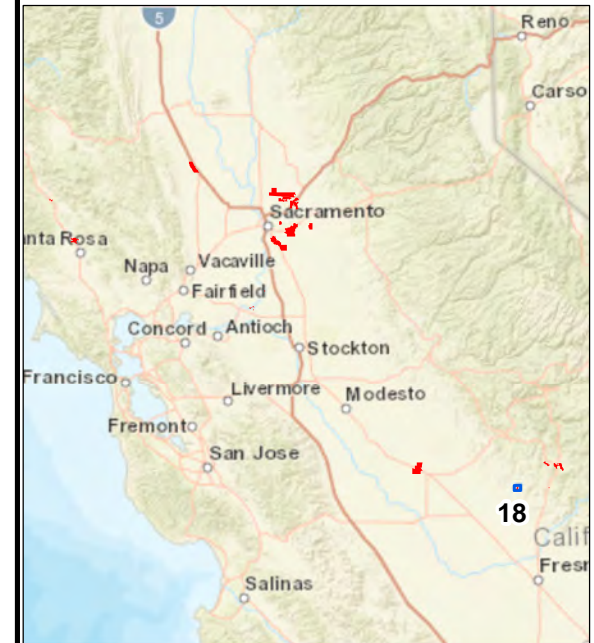 5
Reno
Carso
Sacramento
nta Rosa
Vacaville
Napa
Fairfield
Concord
Antioch
Stockton
Francisco
Livermore
Modesto
Fremont
San Jose
18
Calif
Fresr
Salinas